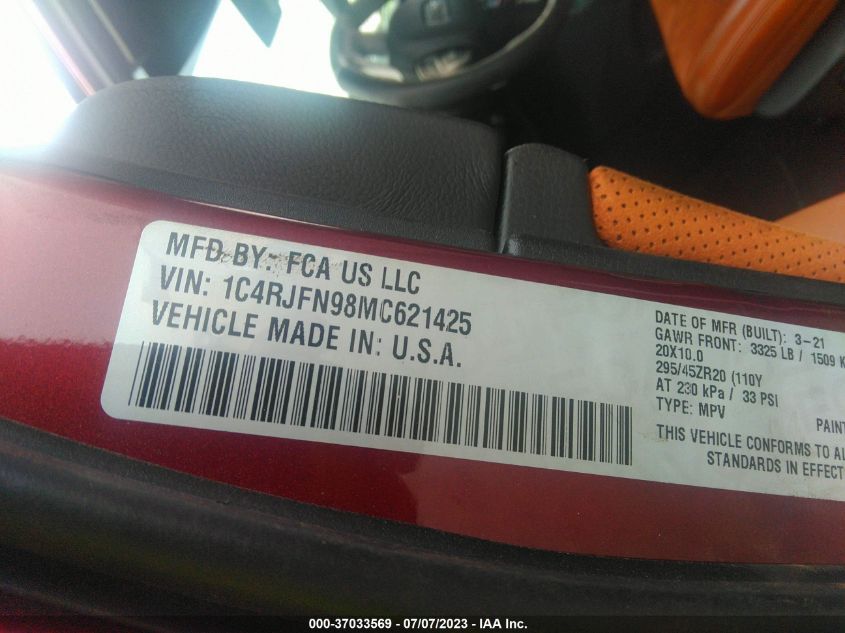 MFD BY: FCA US LLC
VIN: 1C4RJFN98MC621425
VEHICLE MADE IN: U.S.A.
DATE OF MFR (BUILT): 3-21
GAWR FRONT: 3325 LB / 1509 K
20X10.0
295/45ZR20 (110Y
AT 230 kPa / 33 PSI
TYPE: MPV
PAINT
THIS VEHICLE CONFORMS TO AL
STANDARDS IN EFFECT
000-37033569 - 07/07/2023 - IAA Inc.